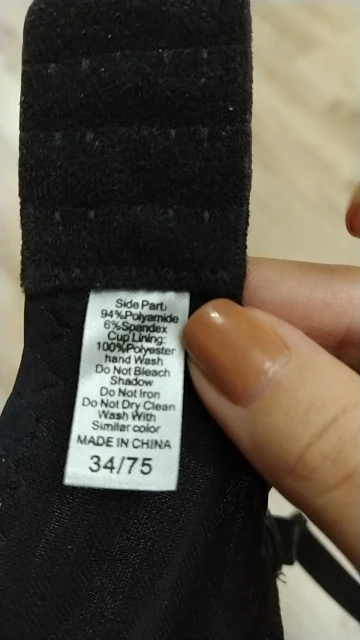 Side Part:
94%Polyamide
6%Spandex
Cup Lining:
100%Polyester
hand Wash
Do Not Bleach
Shadow
Do Not Iron
Do Not Dry Clean
Wash With
Similar color
MADE IN CHINA
34/75